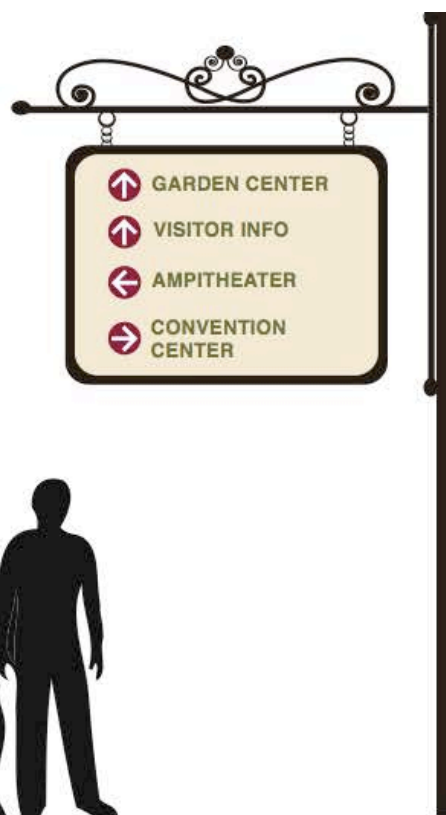 GARDEN CENTER
VISITOR INFO
AMPITHEATER
CONVENTION
CENTER